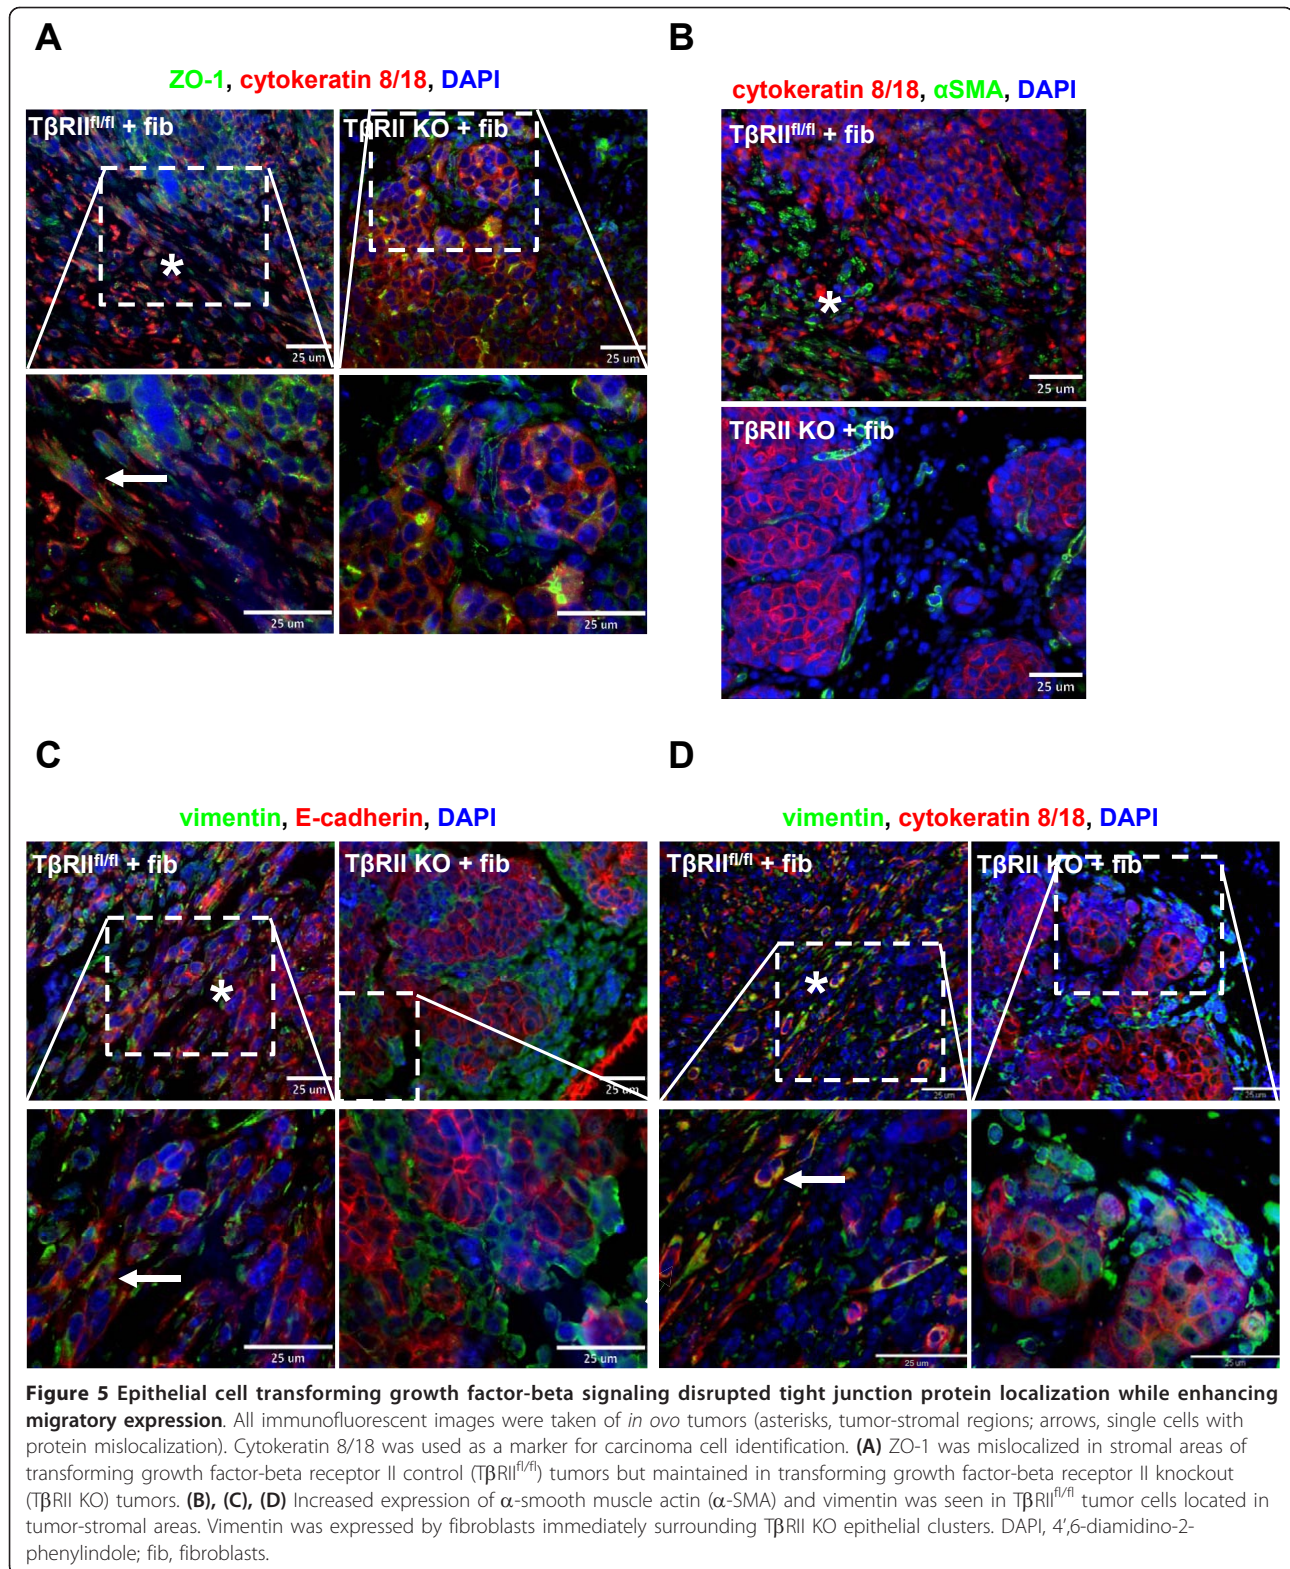 A
ZO-1, cytokeratin 8/18, DAPI
TβRIIfl/fl + fib
TβRII KO + fib
*
25 um
25 um
25 um
25 um
B
cytokeratin 8/18, αSMA, DAPI
TβRIIfl/fl + fib
*
25 um
TβRII KO + fib
25 um
C
vimentin, E-cadherin, DAPI
TβRIIfl/fl + fib
TβRII KO + fib
*
25 um
25 um
25 um
25 um
D
vimentin, cytokeratin 8/18, DAPI
TβRIIfl/fl + fib
TβRII KO + fib
*
25 um
25 um
25 um
25 um
Figure 5 Epithelial cell transforming growth factor-beta signaling disrupted tight junction protein localization while enhancing
migratory expression. All immunofluorescent images were taken of in ovo tumors (asterisks, tumor-stromal regions; arrows, single cells with
protein mislocalization). Cytokeratin 8/18 was used as a marker for carcinoma cell identification. (A) ZO-1 was mislocalized in stromal areas of
transforming growth factor-beta receptor II control (TβRIIfl/fl) tumors but maintained in transforming growth factor-beta receptor II knockout
(TβRII KO) tumors. (B), (C), (D) Increased expression of α-smooth muscle actin (α-SMA) and vimentin was seen in TβRIIfl/fl tumor cells located in
tumor-stromal areas. Vimentin was expressed by fibroblasts immediately surrounding TβRII KO epithelial clusters. DAPI, 4′,6-diamidino-2-
phenylindole; fib, fibroblasts.